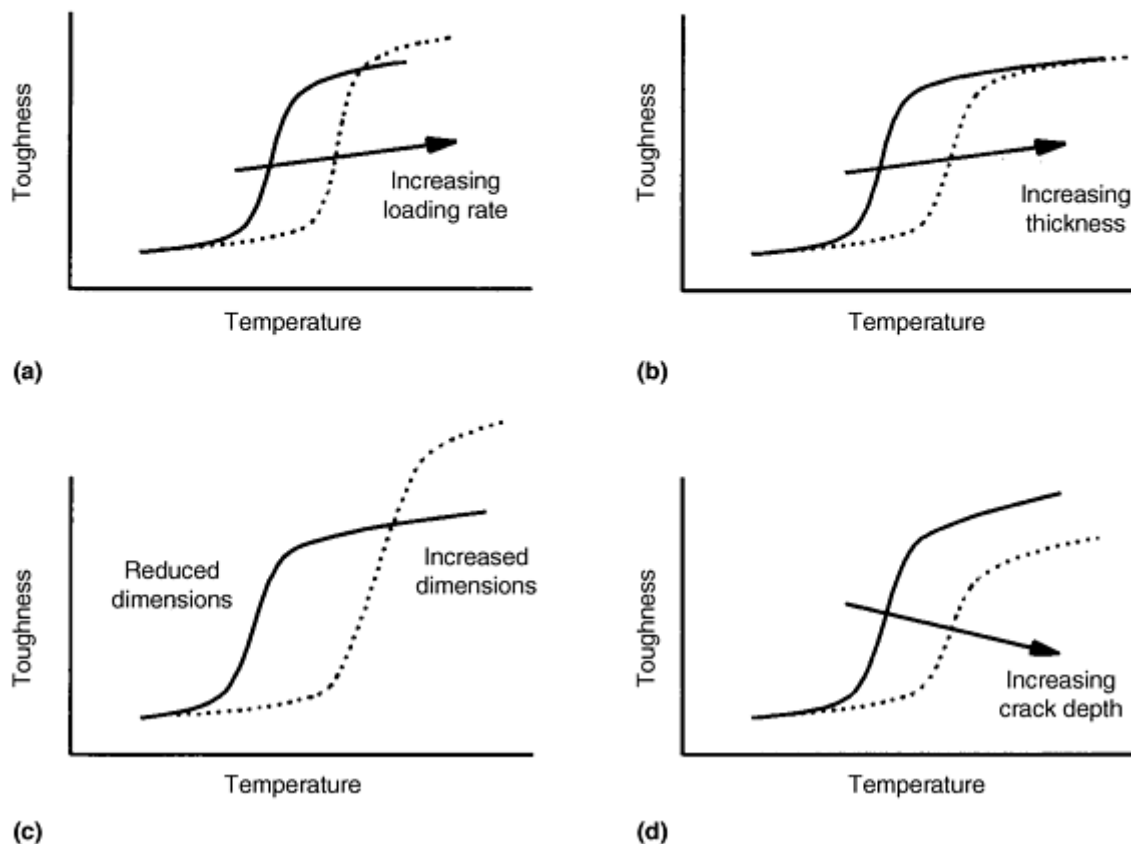 Toughness
Increasing
loading rate
Temperature
(a)
Toughness
Increasing
thickness
Temperature
(b)
Toughness
Reduced
dimensions
Increased
dimensions
Temperature
(c)
Toughness
Increasing
crack depth
Temperature
(d)